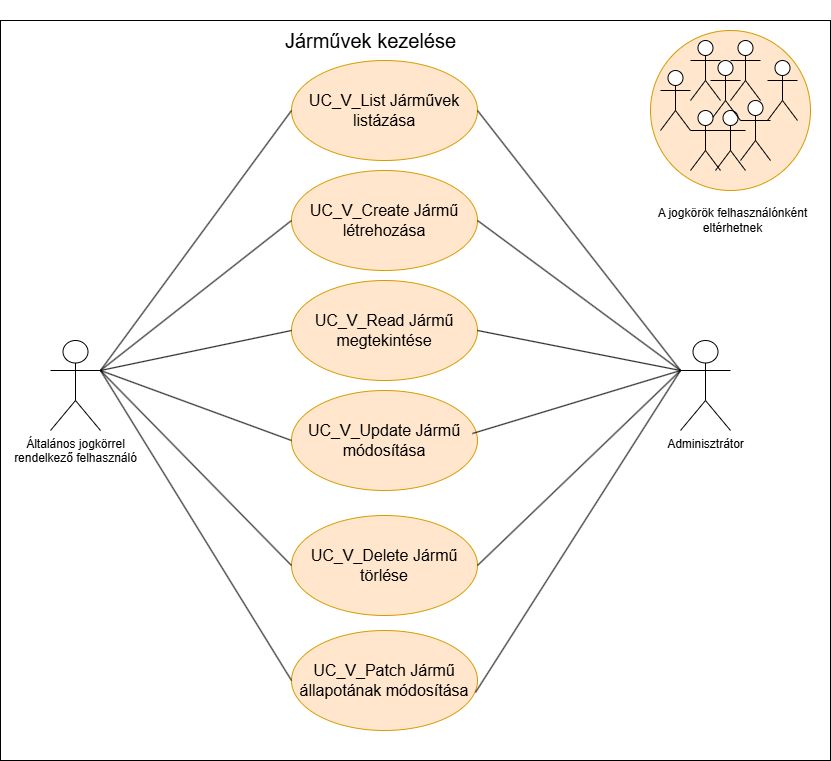 Járművek kezelése
UC_V_List Járművek
listázása
UC_V_Create Jármű
létrehozása
UC_V_Read Jármű
megtekintése
UC_V_Update Jármű
módosítása
UC_V_Delete Jármű
törlése
UC_V_Patch Jármű
állapotának módosítása
Általános jogkörrel
rendelkező felhasználó
Adminisztrátor
A jogkörök felhasználónként
eltérhetnek